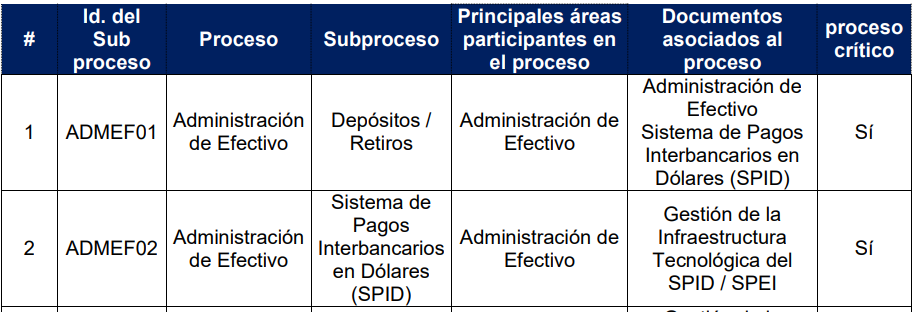 # Id. del Sub proceso Proceso Subproceso Principales áreas participantes en el proceso Documentos asociados al proceso proceso crítico
1 ADMEF01 Administración de Efectivo Depósitos / Retiros Administración de Efectivo Administración de Efectivo Sistema de Pagos Interbancarios en Dólares (SPID) Sí
2 ADMEF02 Administración de Efectivo Sistema de Pagos Interbancarios en Dólares (SPID) Administración de Efectivo Gestión de la Infraestructura Tecnológica del SPID / SPEI Sí